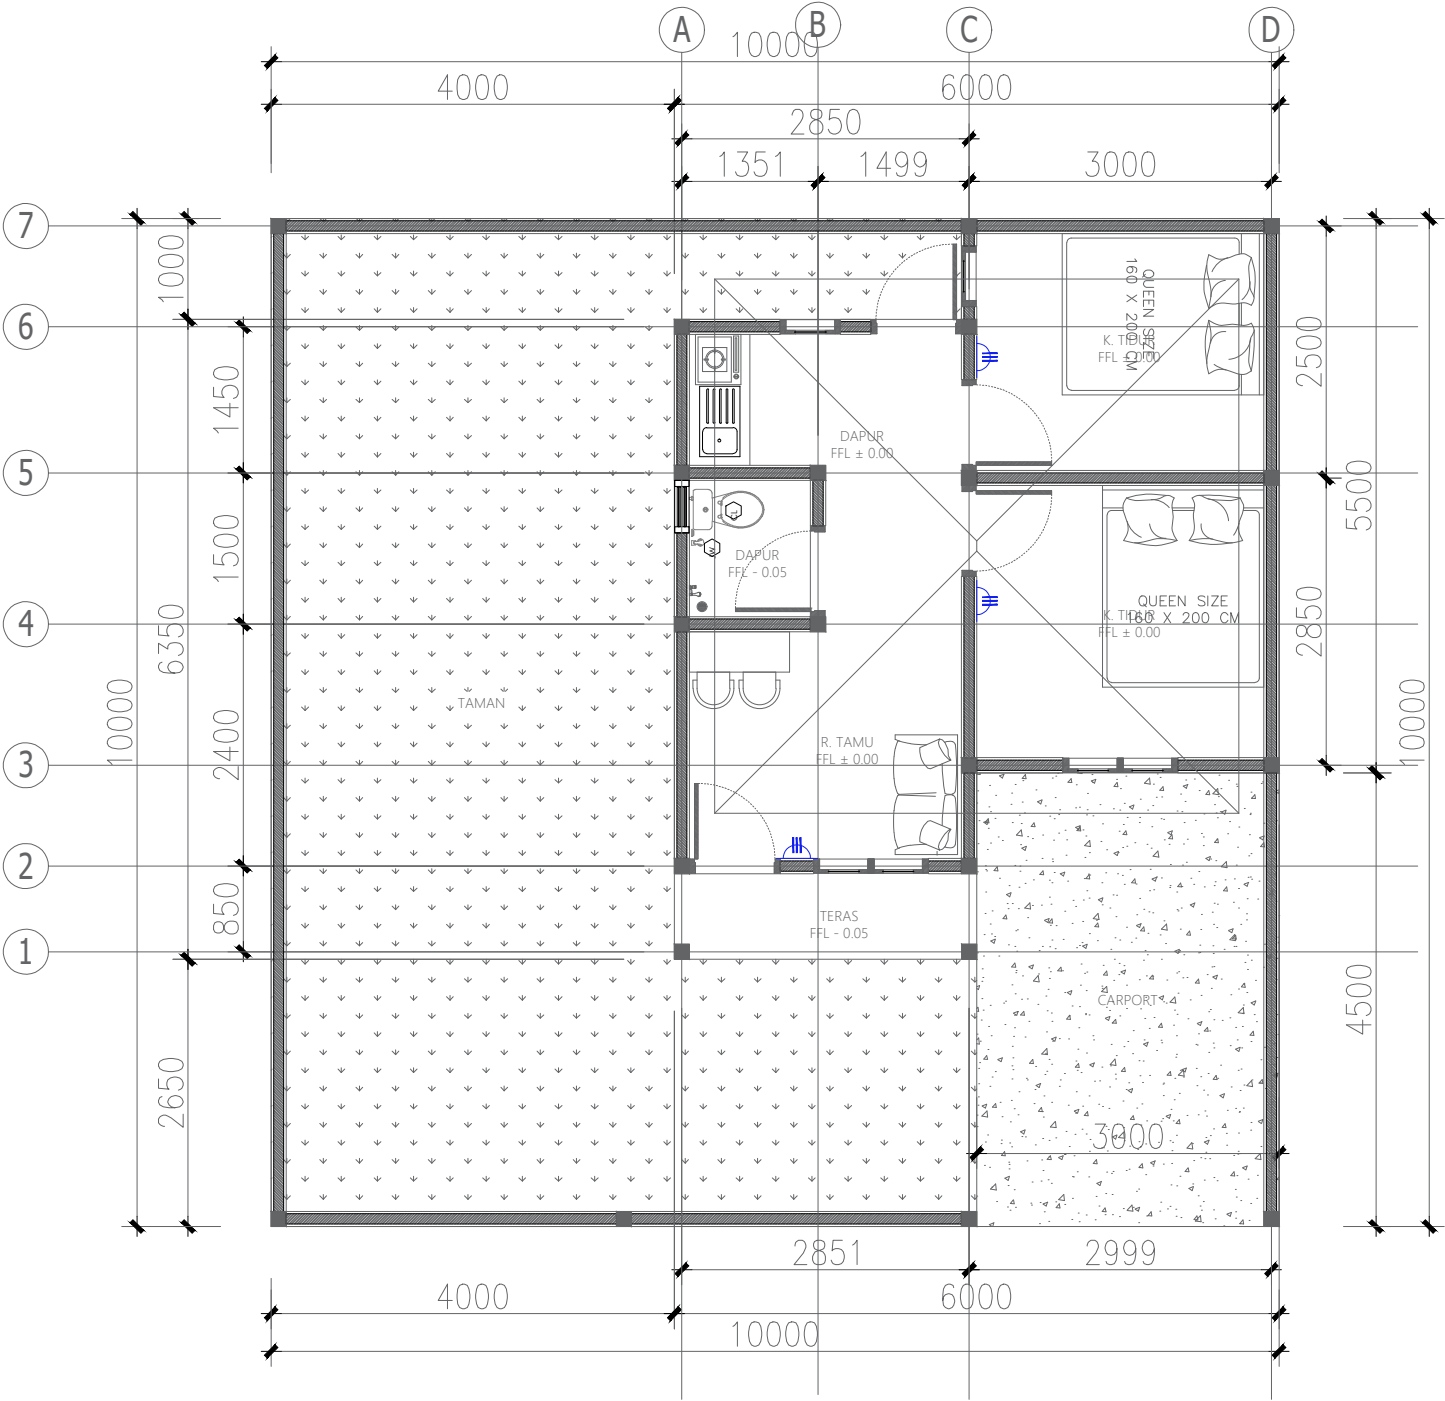 A
B
C
D
10000
4000
6000
2850
1351
1499
3000
7
6
5
4
3
2
1
1000
6350
2650
10000
1450
1500
2400
850
2500
2850
5500
4500
10000
QUEEN SIZE
160 X 200 CM
K. TIDUR
FFL ± 0.00
DAPUR
FFL ± 0.00
DAPUR
FFL - 0.05
QUEEN SIZE
160 X 200 CM
K. TIDUR
FFL ± 0.00
TAMAN
R. TAMU
FFL ± 0.00
TERAS
FFL - 0.05
CARPORT
3000
2851
2999
4000
6000
10000